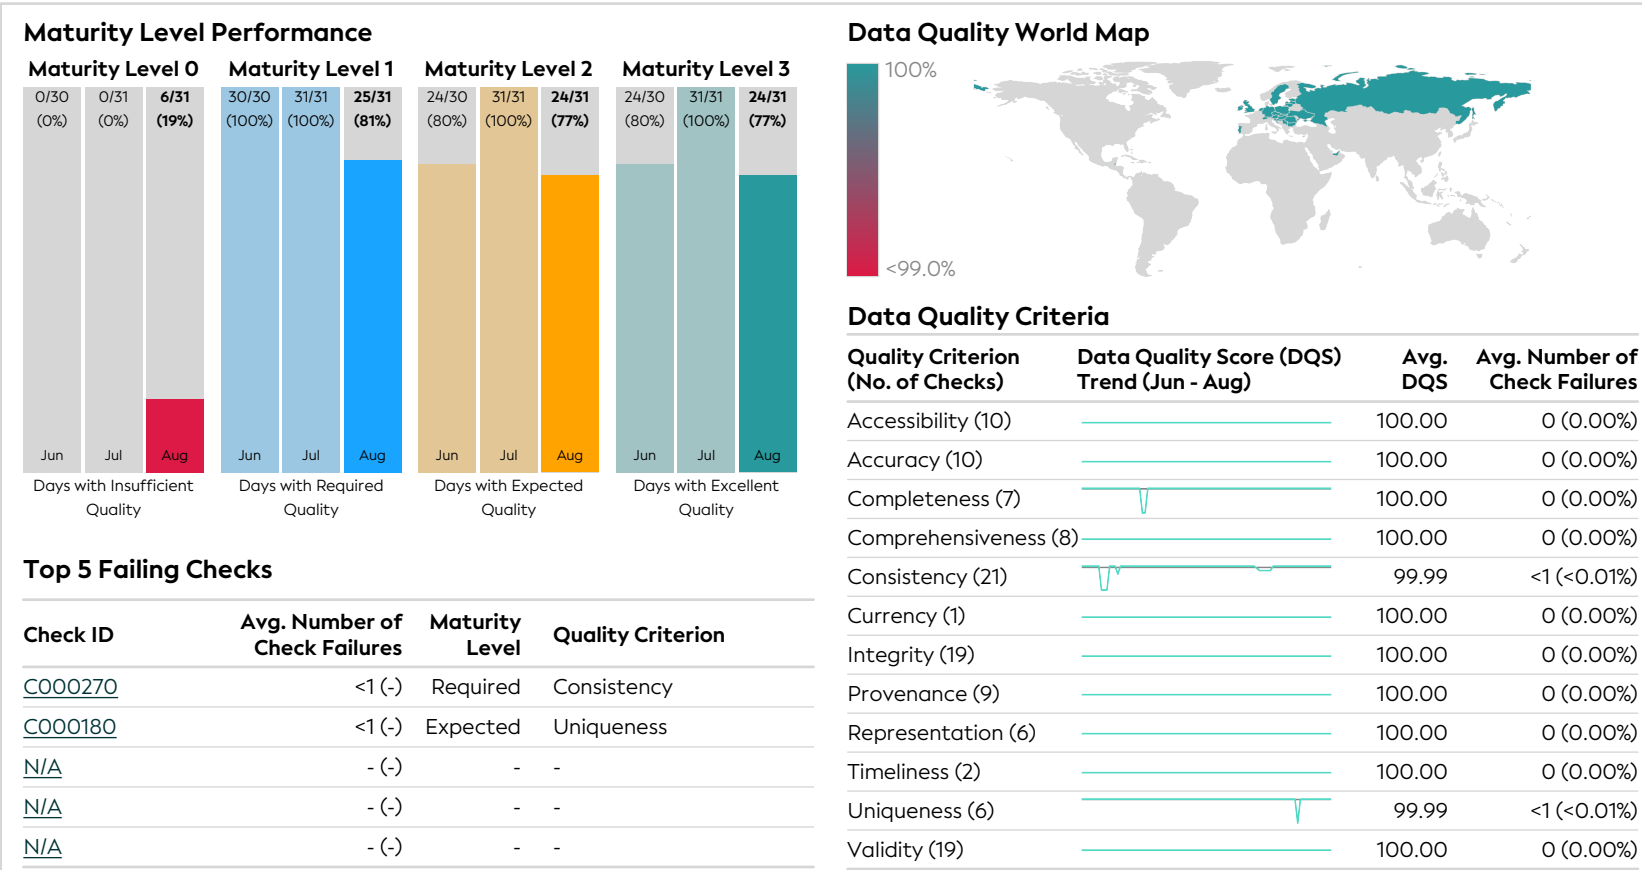 Maturity Level Performance
Maturity Level 0
Maturity Level 1
Maturity Level 2
Maturity Level 3
0/30 0/31 6/31
(0%) (0%) (19%)
30/30 31/31 25/31
(100%) (100%) (81%)
24/30 31/31 24/31
(80%) (100%) (77%)
24/30 31/31 24/31
(80%) (100%) (77%)
Jun Jul Aug
Jun Jul Aug
Jun Jul Aug
Jun Jul Aug
Days with Insufficient
Quality
Days with Required
Quality
Days with Expected
Quality
Days with Excellent
Quality
Top 5 Failing Checks
Check ID
Avg. Number of
Check Failures
Maturity
Level
Quality Criterion
C000270 <1 (-) Required Consistency
C000180 <1 (-) Expected Uniqueness
N/A - (-) - -
N/A - (-) - -
N/A - (-) - -
Data Quality World Map
100%
<99.0%
Data Quality Criteria
Quality Criterion
(No. of Checks)
Data Quality Score (DQS)
Trend (Jun - Aug)
Avg.
DQS
Avg. Number of
Check Failures
Accessibility (10) 100.00 0 (0.00%)
Accuracy (10) 100.00 0 (0.00%)
Completeness (7) 100.00 0 (0.00%)
Comprehensiveness (8) 100.00 0 (0.00%)
Consistency (21) 99.99 <1 (<0.01%)
Currency (1) 100.00 0 (0.00%)
Integrity (19) 100.00 0 (0.00%)
Provenance (9) 100.00 0 (0.00%)
Representation (6) 100.00 0 (0.00%)
Timeliness (2) 100.00 0 (0.00%)
Uniqueness (6) 99.99 <1 (<0.01%)
Validity (19) 100.00 0 (0.00%)